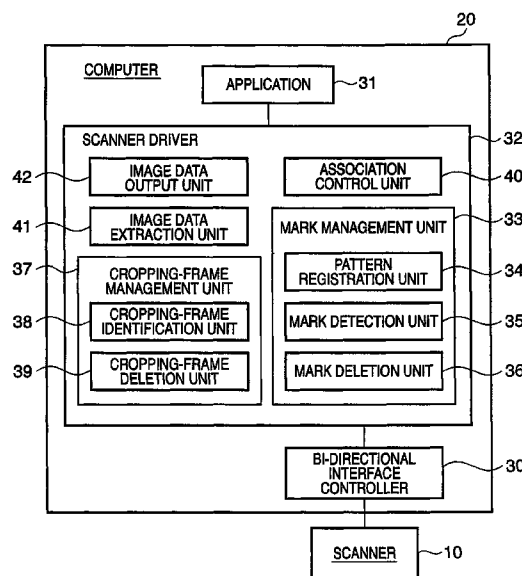 20
COMPUTER
APPLICATION
31
SCANNER DRIVER
32
42
IMAGE DATA
OUTPUT UNIT
ASSOCIATION
CONTROL UNIT
40
41
IMAGE DATA
EXTRACTION UNIT
33
MARK MANAGEMENT
UNIT
37
CROPPING-FRAME
MANAGEMENT UNIT
PATTERN
REGISTRATION UNIT
34
38
CROPPING-FRAME
IDENTIFICATION UNIT
MARK DETECTION UNIT
35
39
CROPPING-FRAME
DELETION UNIT
MARK DELETION UNIT
36
BI-DIRECTIONAL
INTERFACE
CONTROLLER
30
SCANNER
10